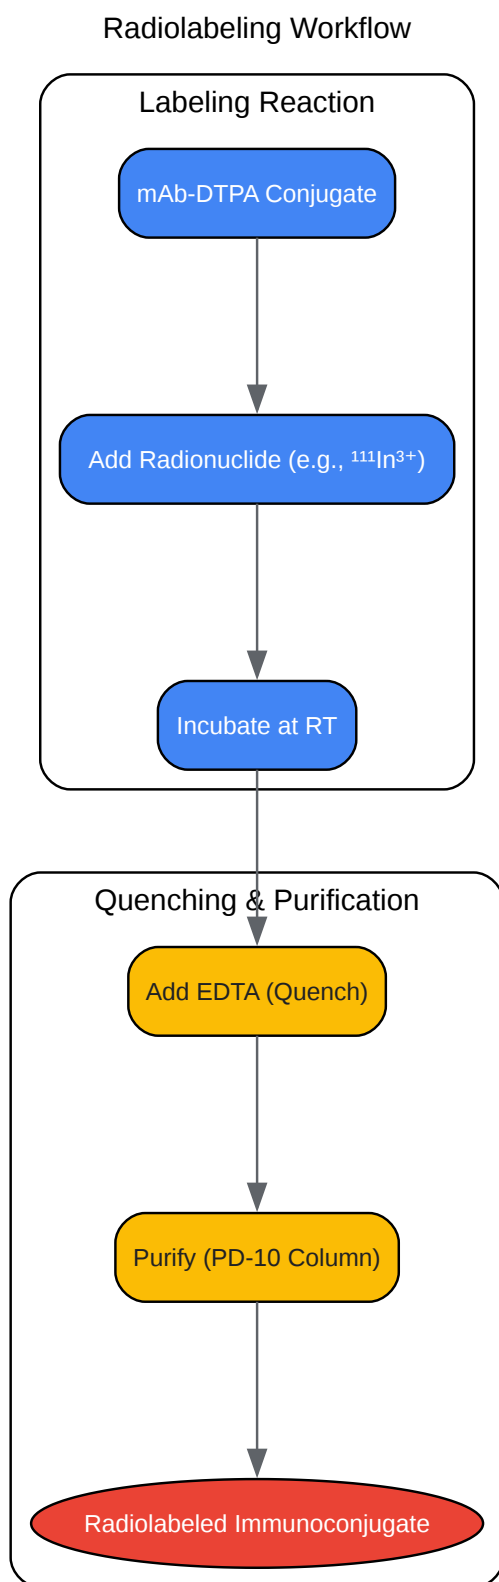 Radiolabeling Workflow
Labeling Reaction
mAb-DTPA Conjugate
Add Radionuclide (e.g., ¹¹¹In³⁺)
Incubate at RT
Quenching & Purification
Add EDTA (Quench)
Purify (PD-10 Column)
Radiolabeled Immunoconjugate